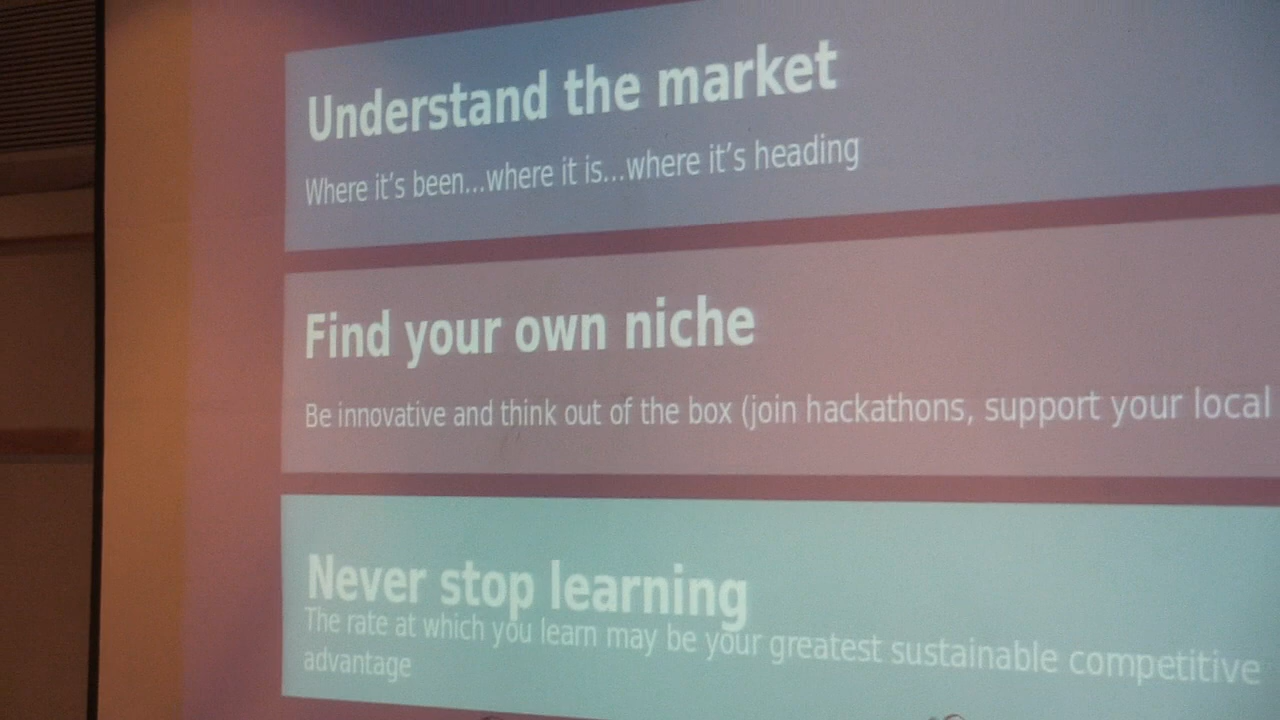 Understand the market
Where it's been...where it is...where it's heading
Find your own niche
Be innovative and think out of the box (join hackathons, support your local
Never stop learning
The rate at which you learn may be your greatest sustainable competitive
advantage